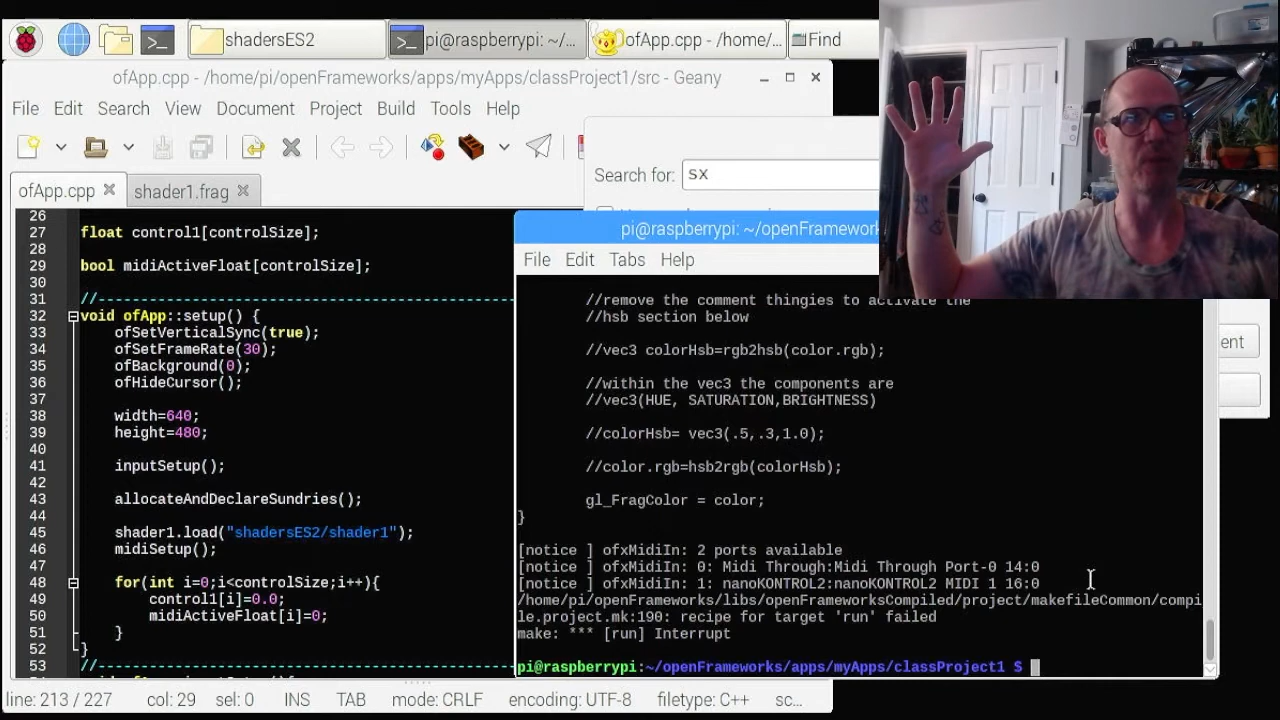 shadersES2
pi@raspberrypi: ~/...
ofApp.cpp - /home/...
Find
ofApp.cpp - /home/pi/openFrameworks/apps/myApps/classProject1/src - Geany
File Edit Search View Document Project Build Tools Help
Search for: sx
ofApp.cpp
shader1.frag
26
27 float control1[controlSize];
28
29 bool midiActiveFloat[controlSize];
30
31 //--------------------------------------------------
32 void ofApp::setup() {
33 ofSetVerticalSync(true);
34 ofSetFrameRate(30);
35 ofBackground(0);
36 ofHideCursor();
37
38 width=640;
39 height=480;
40
41 inputSetup();
42
43 allocateAndDeclareSundries();
44
45 shader1.load("shadersES2/shader1");
46 midiSetup();
47
48 for(int i=0;i<controlSize;i++){
49 control1[i]=0.0;
50 midiActiveFloat[i]=0;
51 }
52 }
53 //--------------------------------------------------
line: 213 / 227 col: 29 sel: 0 INS TAB mode: CRLF encoding: UTF-8 filetype: C++ sc...
pi@raspberrypi: ~/openFramework
File Edit Tabs Help
//remove the comment thingies to activate the
//hsb section below
//vec3 colorHsb=rgb2hsb(color.rgb);
//within the vec3 the components are
//vec3(HUE, SATURATION,BRIGHTNESS)
//colorHsb= vec3(.5,.3,1.0);
//color.rgb=hsb2rgb(colorHsb);
gl_FragColor = color;
}
[notice ] ofxMidiIn: 2 ports available
[notice ] ofxMidiIn: 0: Midi Through:Midi Through Port-0 14:0
[notice ] ofxMidiIn: 1: nanoKONTROL2:nanoKONTROL2 MIDI 1 16:0
/home/pi/openFrameworks/libs/openFrameworksCompiled/project/makefileCommon/compi
le.project.mk:190: recipe for target 'run' failed
make: *** [run] Interrupt
pi@raspberrypi:~/openFrameworks/apps/myApps/classProject1 $
ent